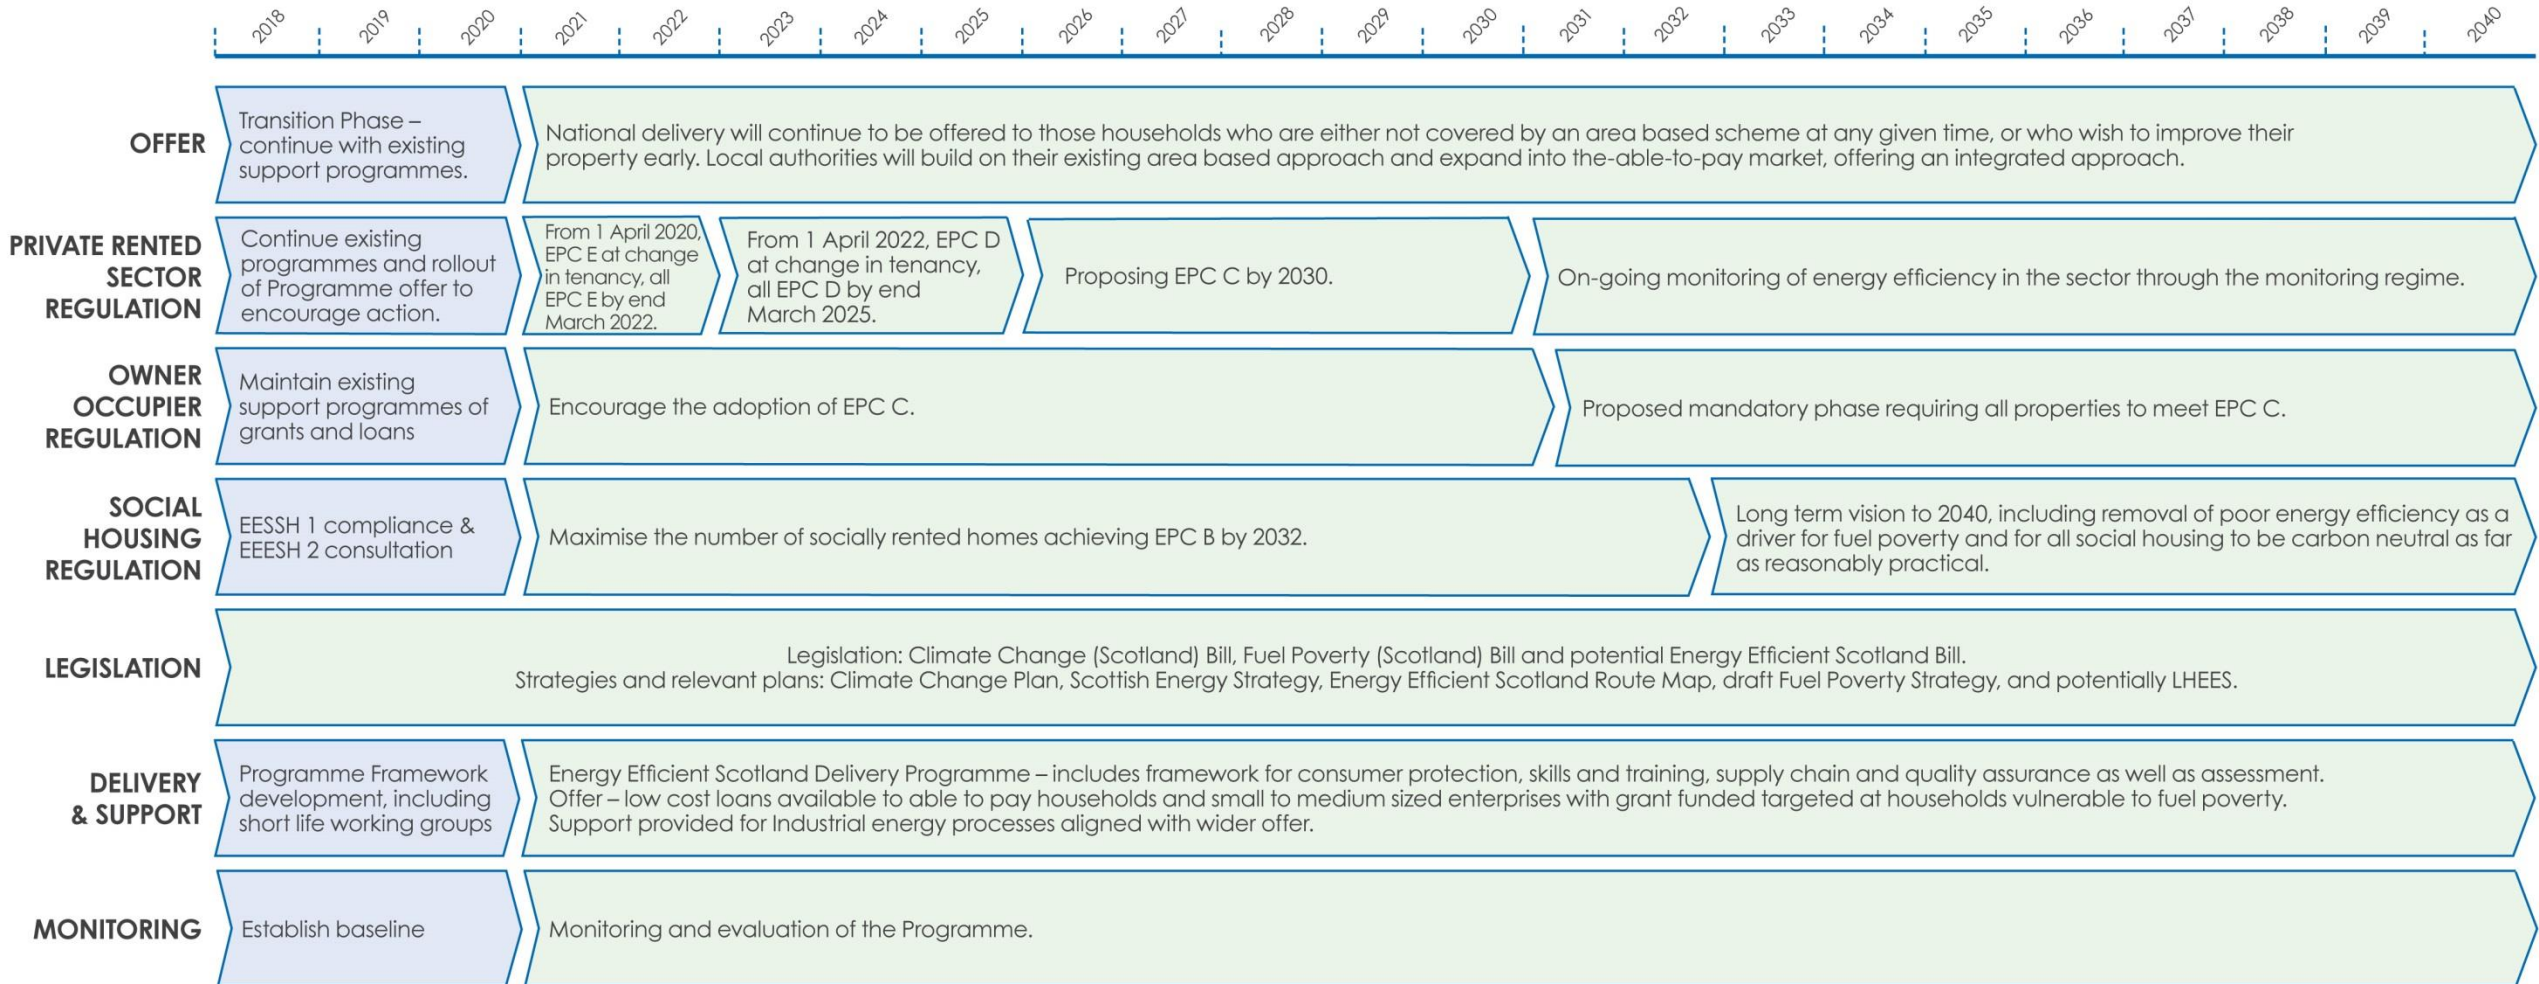 2018 2019 2020 2021 2022 2023 2024 2025 2026 2027 2028 2029 2030 2031 2032 2033 2034 2035 2036 2037 2038 2039 2040
OFFER
Transition Phase –
continue with existing
support programmes.
National delivery will continue to be offered to those households who are either not covered by an area based scheme at any given time, or who wish to improve their
property early. Local authorities will build on their existing area based approach and expand into the-able-to-pay market, offering an integrated approach.
PRIVATE RENTED
SECTOR
REGULATION
Continue existing
programmes and rollout
of Programme offer to
encourage action.
From 1 April 2020,
EPC E at change
in tenancy, all
EPC E by end
March 2022.
From 1 April 2022, EPC D
at change in tenancy,
all EPC D by end
March 2025.
Proposing EPC C by 2030.
On-going monitoring of energy efficiency in the sector through the monitoring regime.
OWNER
OCCUPIER
REGULATION
Maintain existing
support programmes of
grants and loans
Encourage the adoption of EPC C.
Proposed mandatory phase requiring all properties to meet EPC C.
SOCIAL
HOUSING
REGULATION
EESSH 1 compliance &
EEESH 2 consultation
Maximise the number of socially rented homes achieving EPC B by 2032.
Long term vision to 2040, including removal of poor energy efficiency as a
driver for fuel poverty and for all social housing to be carbon neutral as far
as reasonably practical.
LEGISLATION
Legislation: Climate Change (Scotland) Bill, Fuel Poverty (Scotland) Bill and potential Energy Efficient Scotland Bill.
Strategies and relevant plans: Climate Change Plan, Scottish Energy Strategy, Energy Efficient Scotland Route Map, draft Fuel Poverty Strategy, and potentially LHEES.
DELIVERY
& SUPPORT
Programme Framework
development, including
short life working groups
Energy Efficient Scotland Delivery Programme – includes framework for consumer protection, skills and training, supply chain and quality assurance as well as assessment.
Offer – low cost loans available to able to pay households and small to medium sized enterprises with grant funded targeted at households vulnerable to fuel poverty.
Support provided for Industrial energy processes aligned with wider offer.
MONITORING
Establish baseline
Monitoring and evaluation of the Programme.